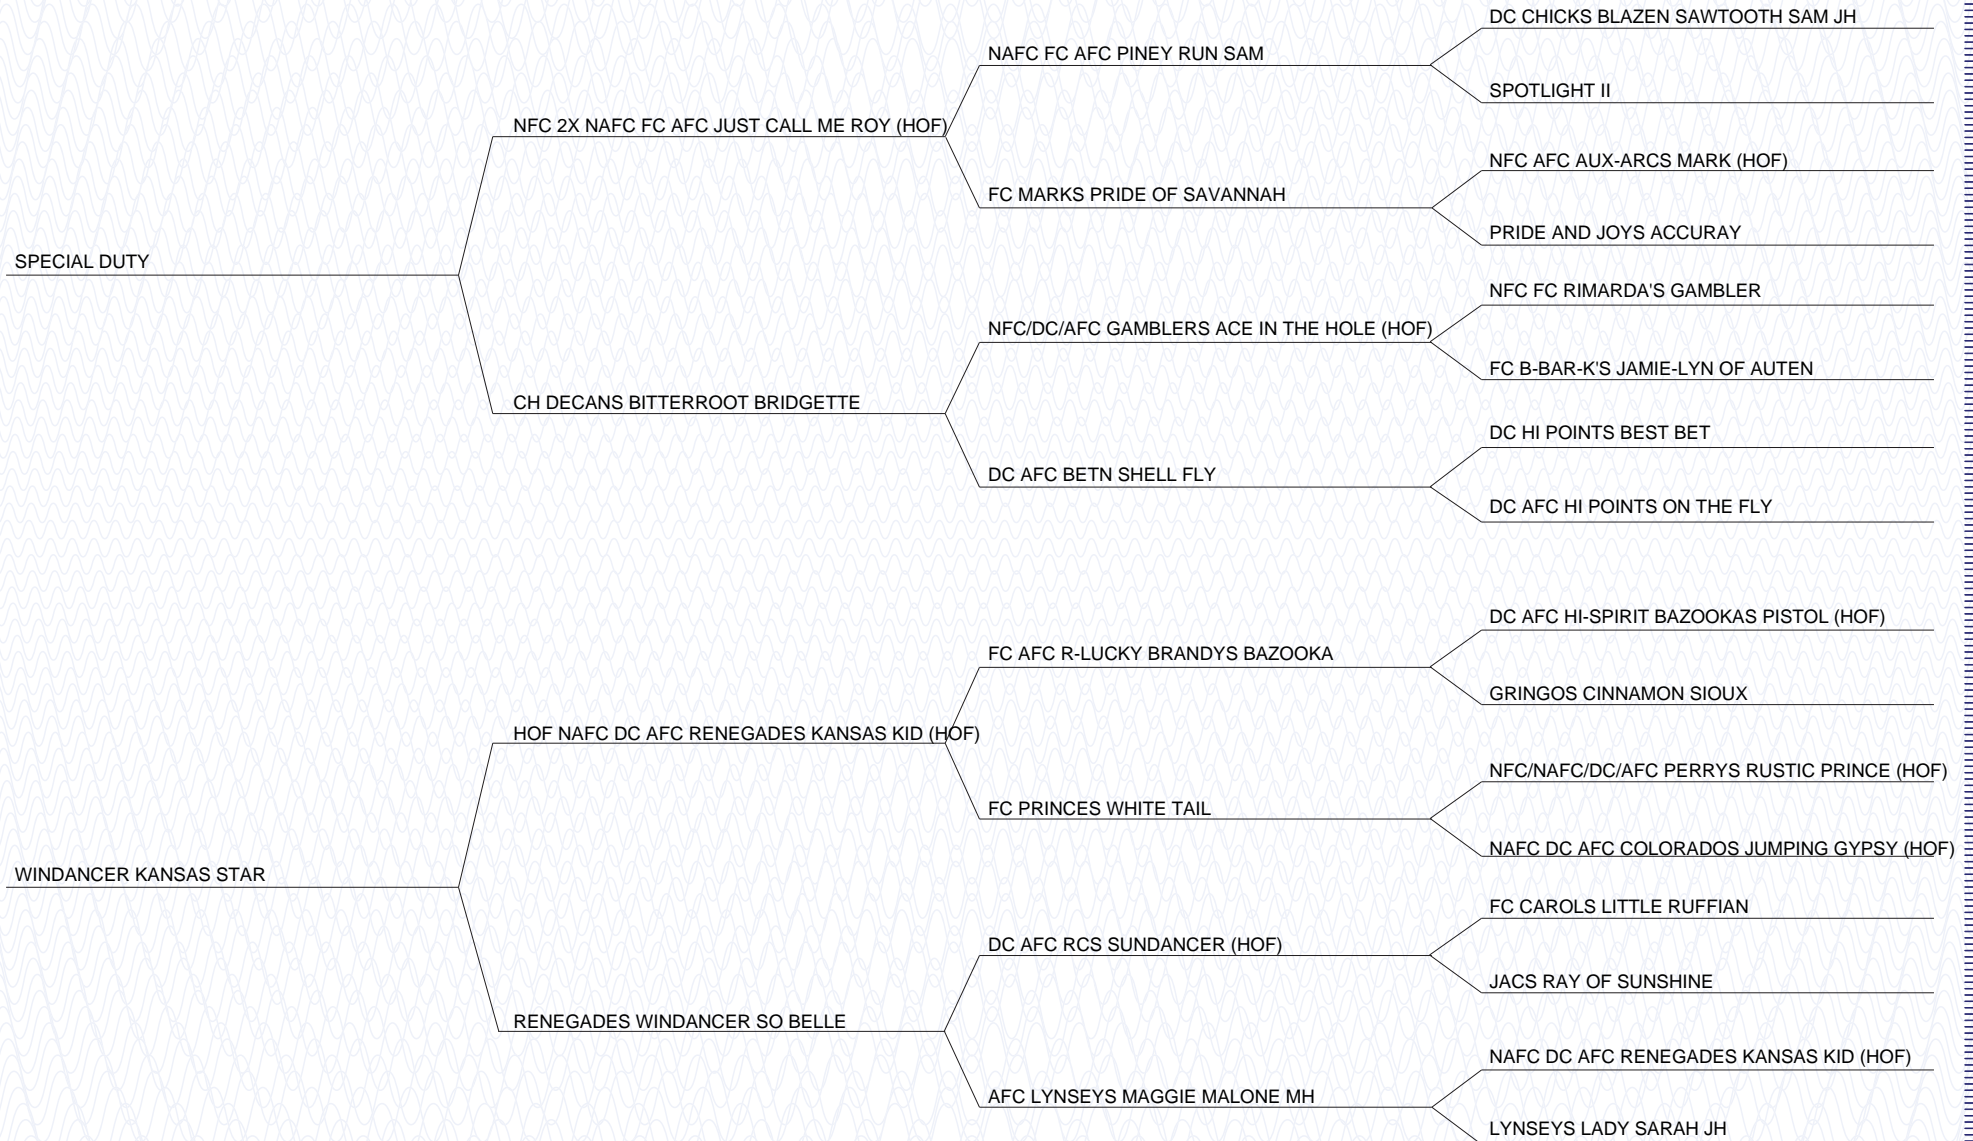 DC CHICKS BLAZEN SAWTOOTH SAM JH
NAFC FC AFC PINEY RUN SAM
SPOTLIGHT II
NFC 2X NAFC FC AFC JUST CALL ME ROY (HOF)
NFC AFC AUX-ARCS MARK (HOF)
FC MARKS PRIDE OF SAVANNAH
PRIDE AND JOYS ACCURAY
SPECIAL DUTY
NFC FC RIMARDA'S GAMBLER
NFC/DC/AFC GAMBLERS ACE IN THE HOLE (HOF)
FC B-BAR-K'S JAMIE-LYN OF AUTEN
CH DECANS BITTERROOT BRIDGETTE
DC HI POINTS BEST BET
DC AFC BETN SHELL FLY
DC AFC HI POINTS ON THE FLY
DC AFC HI-SPIRIT BAZOOKAS PISTOL (HOF)
FC AFC R-LUCKY BRANDYS BAZOOKA
GRINGOS CINNAMON SIOUX
HOF NAFC DC AFC RENEGADES KANSAS KID (HOF)
NFC/NAFC/DC/AFC PERRYS RUSTIC PRINCE (HOF)
FC PRINCES WHITE TAIL
NAFC DC AFC COLORADOS JUMPING GYPSY (HOF)
WINDANCER KANSAS STAR
FC CAROLS LITTLE RUFFIAN
DC AFC RCS SUNDANCER (HOF)
JACS RAY OF SUNSHINE
RENEGADES WINDANCER SO BELLE
NAFC DC AFC RENEGADES KANSAS KID (HOF)
AFC LYNSEYS MAGGIE MALONE MH
LYNSEYS LADY SARAH JH